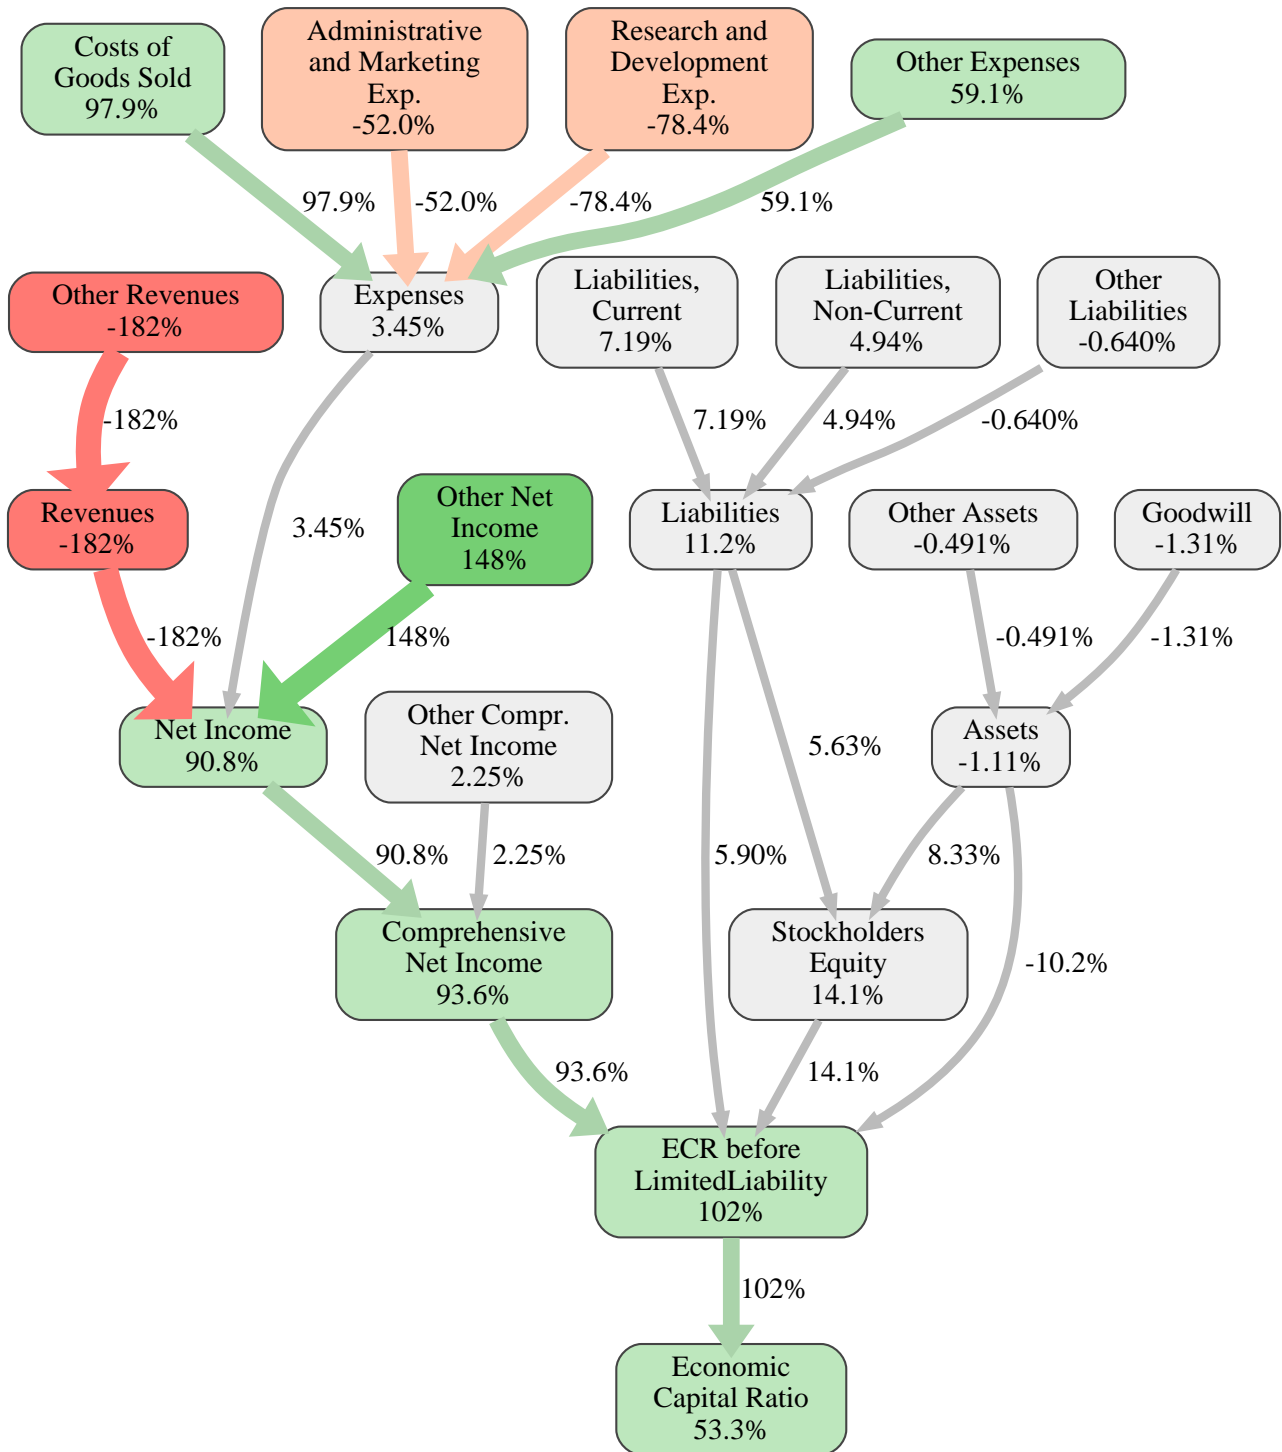 Costs of
Goods Sold
97.9%
Administrative
and Marketing
Exp.
-52.0%
Research and
Development
Exp.
-78.4%
Other Expenses
59.1%
97.9%
-52.0%
-78.4%
59.1%
Other Revenues
-182%
Expenses
3.45%
Liabilities,
Current
7.19%
Liabilities,
Non-Current
4.94%
Other
Liabilities
-0.640%
-182%
7.19%
4.94%
-0.640%
Revenues
-182%
3.45%
Other Net
Income
148%
Liabilities
11.2%
Other Assets
-0.491%
Goodwill
-1.31%
-182%
148%
-0.491%
-1.31%
Net Income
90.8%
Other Compr.
Net Income
2.25%
5.63%
Assets
-1.11%
90.8%
2.25%
5.90%
8.33%
Comprehensive
Net Income
93.6%
Stockholders
Equity
14.1%
-10.2%
93.6%
14.1%
ECR before
LimitedLiability
102%
102%
Economic
Capital Ratio
53.3%